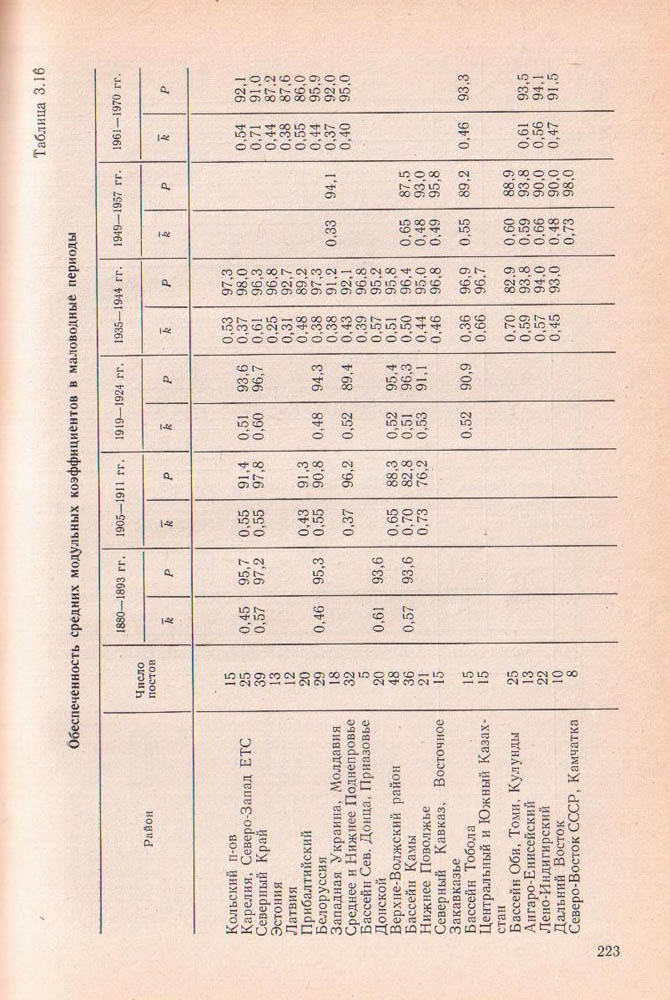 Таблица 3.16
Обеспеченность средних модульных коэффициентов в маловодные периоды
Район Число постов 1880—1893 гг. 1905—1911 гг. 1919—1924 гг. 1935—1944 гг. 1949—1957 гг. 1961—1970 гг.
k̄ P k̄ P k̄ P k̄ P k̄ P k̄ P
Кольский п-ов 15 0,53 97,3
Карелия, Северо-Запад ЕТС 25 0,45 95,7 0,55 91,4 0,51 93,6 0,37 98,0 0,54 92,1
Северный Край 39 0,57 97,2 0,55 97,8 0,60 96,7 0,61 96,3 0,71 91,0
Эстония 13 0,25 96,8 0,44 87,2
Латвия 12 0,31 92,7 0,38 87,6
Прибалтийский 20 0,43 91,3 0,48 89,2 0,55 86,0
Белоруссия 29 0,46 95,3 0,55 90,8 0,48 94,3 0,38 97,3 0,44 95,9
Западная Украина, Молдавия 18 0,38 91,2 0,33 94,1 0,37 92,0
Среднее и Нижнее Поднепровье 32 0,37 96,2 0,52 89,4 0,43 92,1 0,40 95,0
Бассейн Сев. Донца, Приазовье 5 0,39 96,8
Донской 20 0,61 93,6 0,57 95,2
Верхне-Волжский район 48 0,65 88,3 0,52 95,4 0,51 95,8
Бассейн Камы 36 0,57 93,6 0,70 82,8 0,51 96,3 0,50 96,4 0,65 87,5
Нижнее Поволжье 21 0,73 76,2 0,53 91,1 0,44 95,0 0,48 93,0
Северный Кавказ, Восточное 15 0,46 96,8 0,49 95,8
Закавказье
Бассейн Тобола 15 0,52 90,9 0,36 96,9 0,55 89,2 0,46 93,3
Центральный и Южный Казах- 15 0,66 96,7
стан
Бассейн Оби, Томи, Кулунды 25 0,70 82,9 0,60 88,9
Ангаро-Енисейский 13 0,59 93,8 0,59 93,8 0,61 93,5
Лено-Индигирский 22 0,57 94,0 0,66 90,0 0,56 94,1
Дальний Восток 10 0,45 93,0 0,48 90,0 0,47 91,5
Северо-Восток СССР, Камчатка 8 0,73 98,0
223